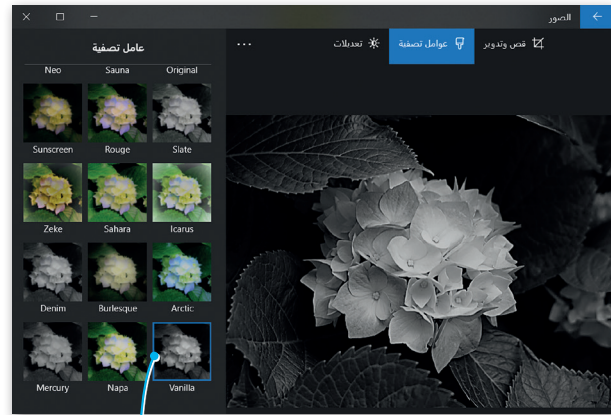 الصور
قص وتدوير
عوامل تصفية
تعديلات
عامل تصفية
Original Sauna Neo
Slate Rouge Sunscreen
Icarus Sahara Zeke
Arctic Burlesque Denim
Vanilla Napa Mercury